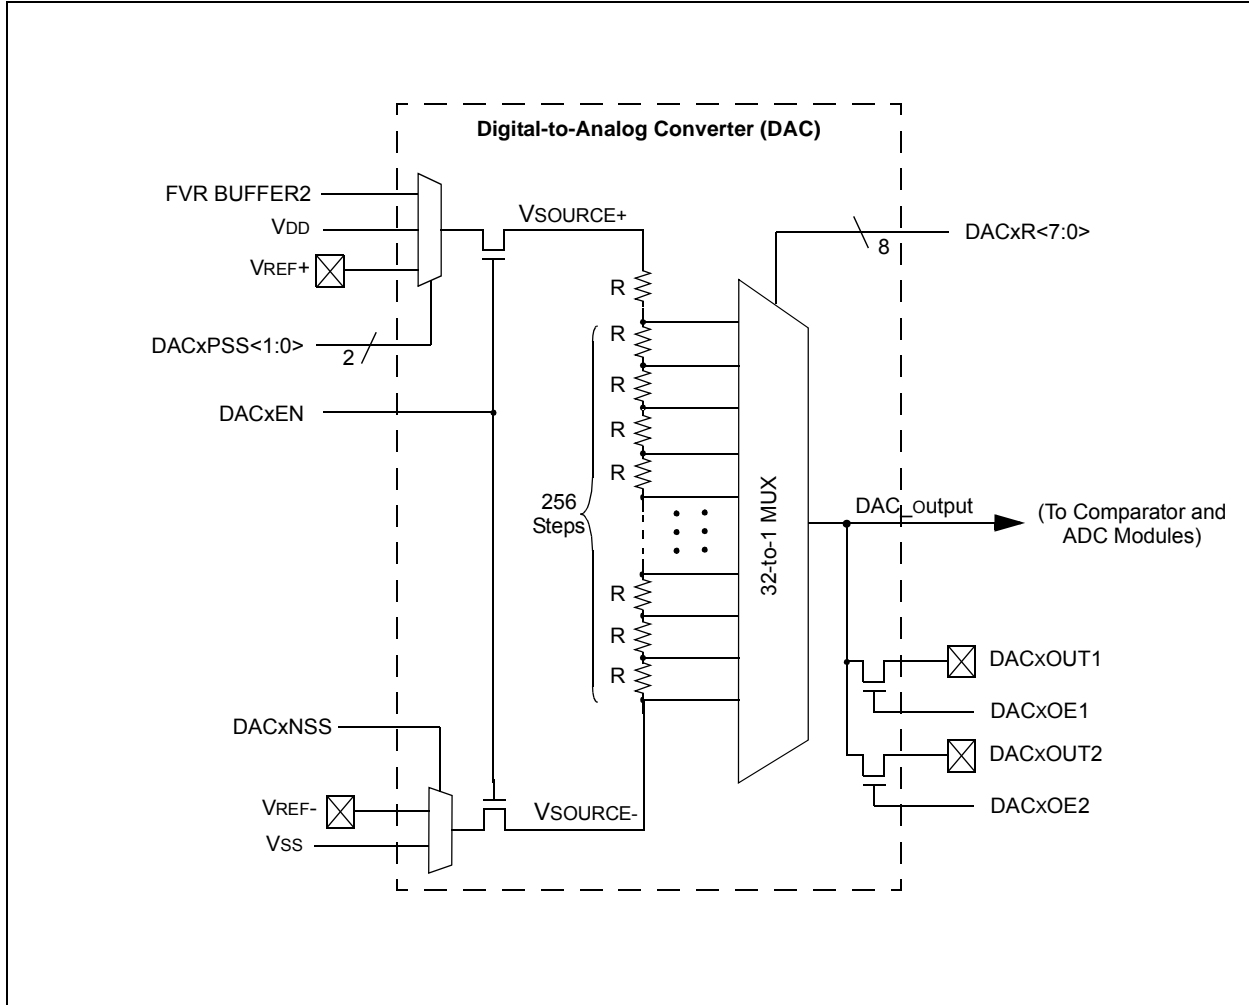 Digital-to-Analog Converter (DAC)
FVR BUFFER2
VDD
VREF+
DACxPSS<1:0>
2
DACxEN
VSOURCE+
R
R
R
R
R
256
Steps
R
R
R
32-to-1 MUX
DACxR<7:0>
8
DAC_output
(To Comparator and
ADC Modules)
DACxOUT1
DACxOE1
DACxOUT2
DACxOE2
DACxNSS
VREF-
VSS
VSOURCE-